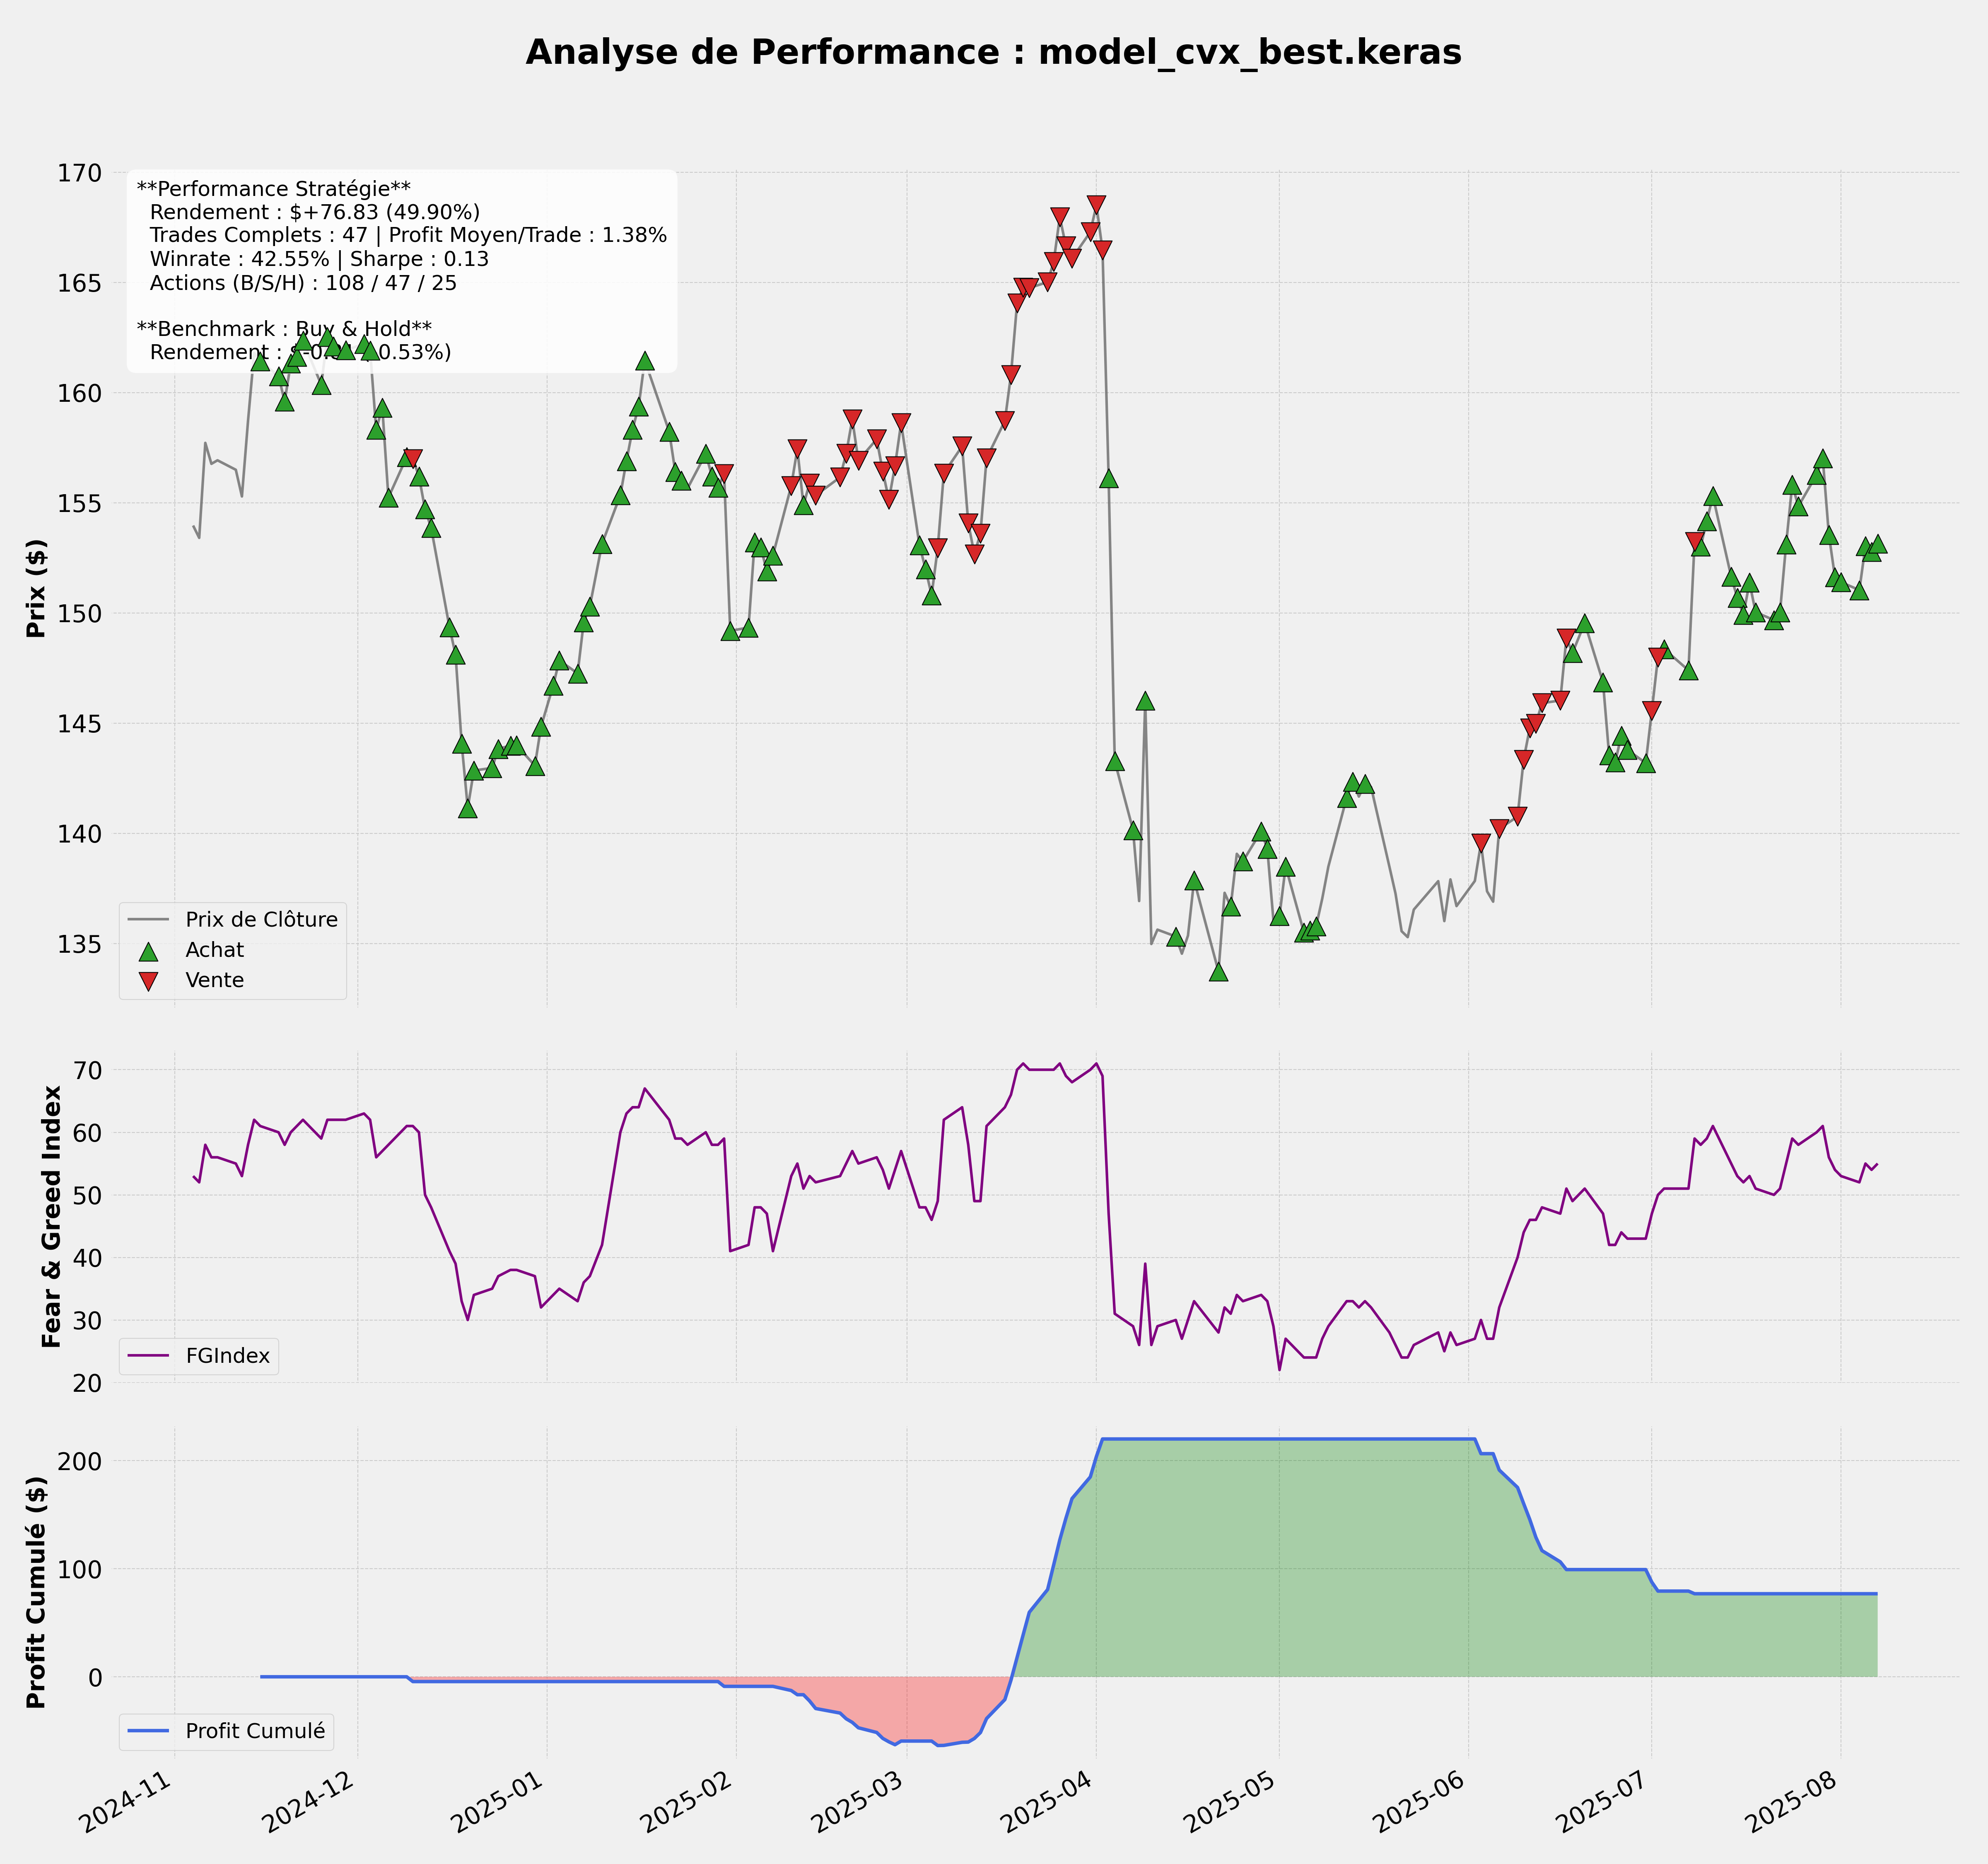 Analyse de Performance : model_cvx_best.keras
**Performance Stratégie**
Rendement : $+76.83 (49.90%)
Trades Complets : 47 | Profit Moyen/Trade : 1.38%
Winrate : 42.55% | Sharpe : 0.13
Actions (B/S/H) : 108 / 47 / 25
**Benchmark : Buy & Hold**
Rendement : 0.53%)
Prix ($)
170
165
160
155
150
145
140
135
Prix de Clôture
Achat
Vente
Fear & Greed Index
70
60
50
40
30
20
FGIndex
Profit Cumulé ($)
200
100
0
Profit Cumulé
2024-11
2024-12
2025-01
2025-02
2025-03
2025-04
2025-05
2025-06
2025-07
2025-08